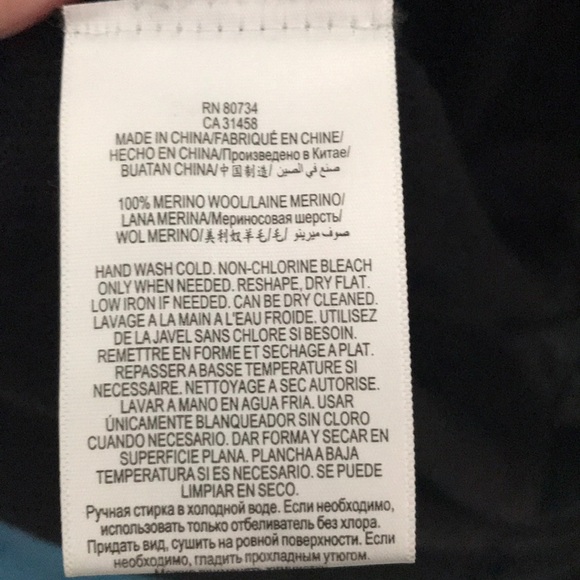 RN 80734
CA 31458
MADE IN CHINA/FABRIQUÉ EN CHINE/
HECHO EN CHINA/Произведено в Китае/
BUATAN CHINA/中国制造/ صنع في الصين/
100% MERINO WOOL/LAINE MERINO/
LANA MERINA/Мериносовая шерсть/
WOL MERINO/美利奴羊毛/毛/ صوف ميرينو/
HAND WASH COLD. NON-CHLORINE BLEACH
ONLY WHEN NEEDED. RESHAPE, DRY FLAT.
LOW IRON IF NEEDED. CAN BE DRY CLEANED.
LAVAGE A LA MAIN A L'EAU FROIDE. UTILISEZ
DE LA JAVEL SANS CHLORE SI BESOIN.
REMETTRE EN FORME ET SECHAGE A PLAT.
REPASSER A BASSE TEMPERATURE SI
NECESSAIRE. NETTOYAGE A SEC AUTORISE.
LAVAR A MANO EN AGUA FRIA. USAR
ÚNICAMENTE BLANQUEADOR SIN CLORO
CUANDO NECESARIO. DAR FORMA Y SECAR EN
SUPERFICIE PLANA. PLANCHA A BAJA
TEMPERATURA SI ES NECESARIO. SE PUEDE
LIMPIAR EN SECO.
Ручная стирка в холодной воде. Если необходимо,
использовать только отбеливатель без хлора.
Придать вид, сушить на ровной поверхности. Если
необходимо, гладить прохладным утюгом.